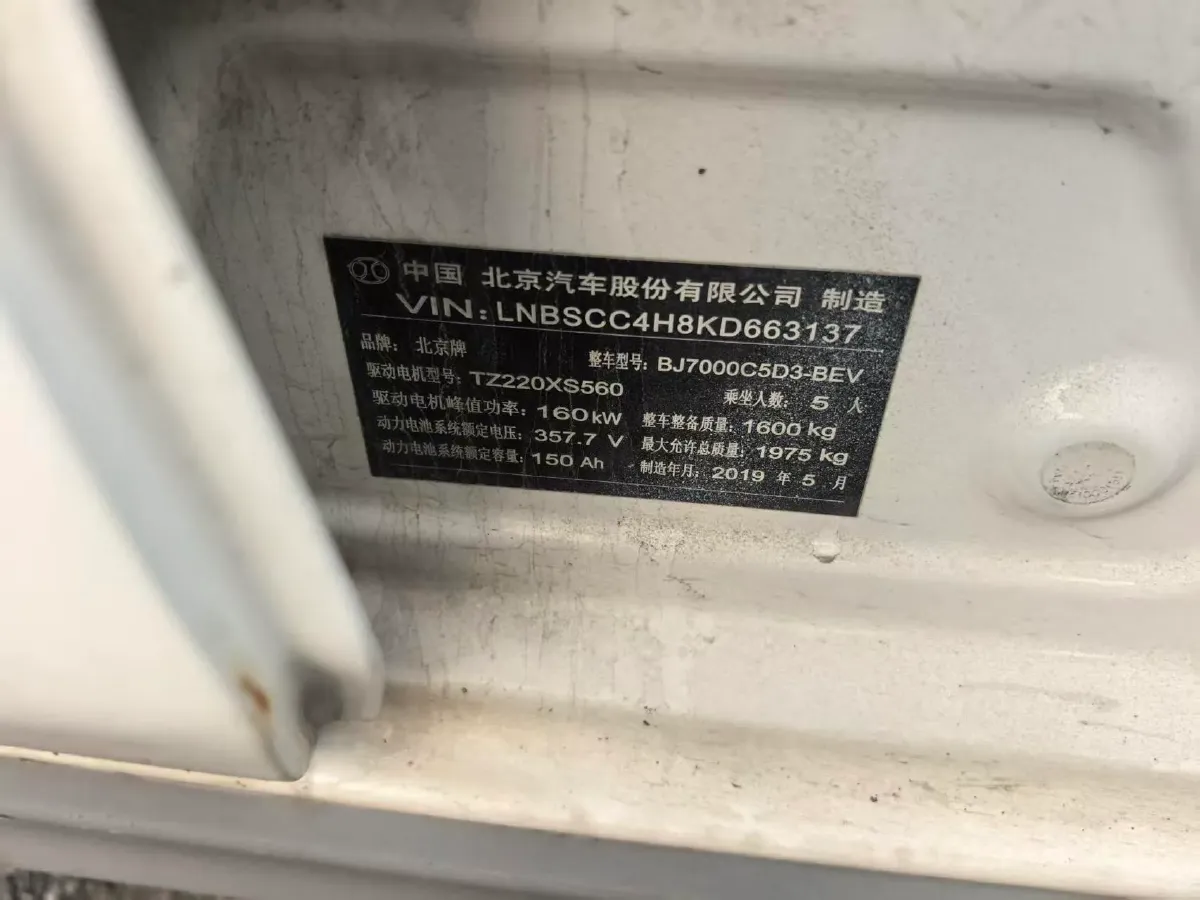 中国 北京汽车股份有限公司 制造
VIN: LNBSCC4H8KD663137
品牌: 北京牌 整车型号: BJ7000C5D3-BEV
驱动电机型号: TZ220XS560 乘坐人数: 5 人
驱动电机峰值功率: 160kW 整车整备质量: 1600 kg
动力电池系统额定电压: 357.7 V 最大允许总质量: 1975 kg
动力电池系统额定容量: 150 Ah 制造年月: 2019 年 5 月